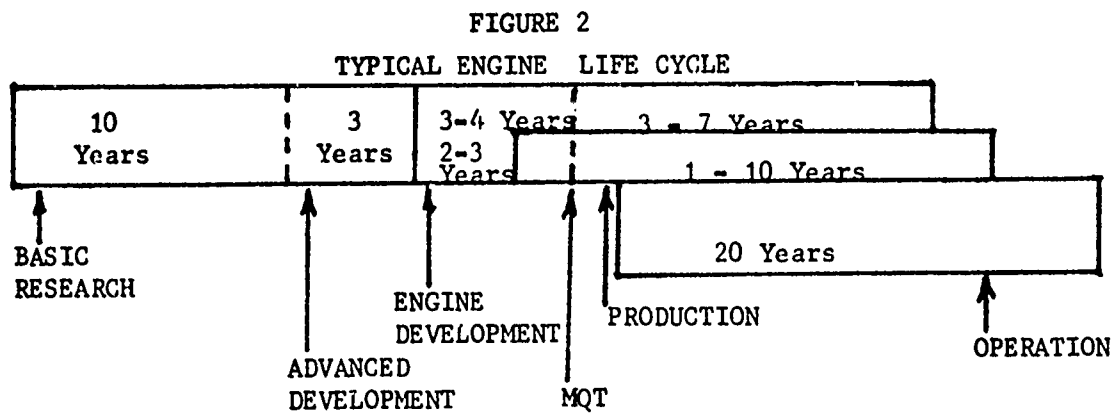 FIGURE 2
TYPICAL ENGINE LIFE CYCLE
10
Years
3
Years
3-4 Years
2-3
Years
3 - 7 Years
1 - 10 Years
20 Years
BASIC
RESEARCH
ADVANCED
DEVELOPMENT
ENGINE
DEVELOPMENT
MQT
PRODUCTION
OPERATION